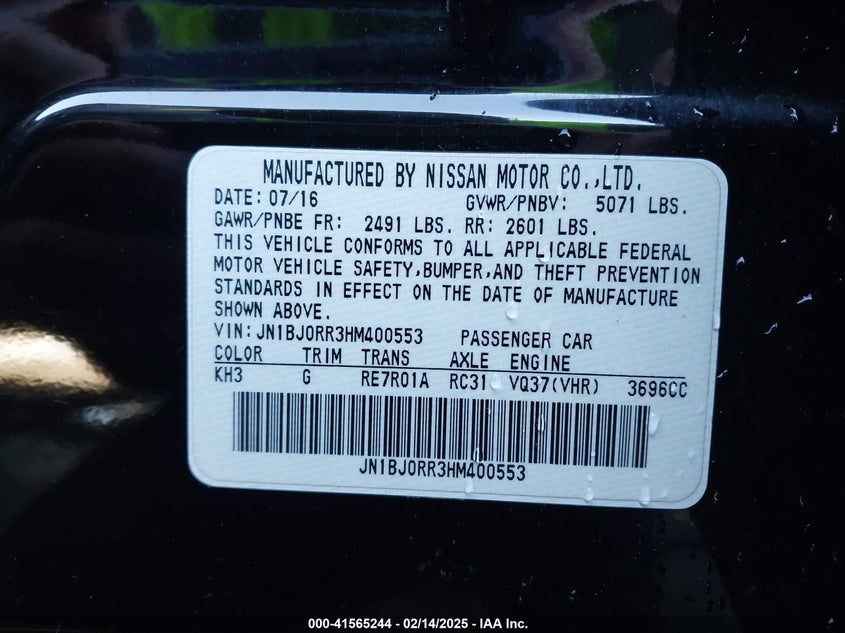 MANUFACTURED BY NISSAN MOTOR CO.,LTD.
DATE: 07/16 GVWR/PNBV: 5071 LBS.
GAWR/PNBE FR: 2491 LBS. RR: 2601 LBS.
THIS VEHICLE CONFORMS TO ALL APPLICABLE FEDERAL
MOTOR VEHICLE SAFETY,BUMPER,AND THEFT PREVENTION
STANDARDS IN EFFECT ON THE DATE OF MANUFACTURE
SHOWN ABOVE.
VIN:JN1BJ0RR3HM400553 PASSENGER CAR
COLOR TRIM TRANS AXLE ENGINE
KH3 G RE7R01A RC31 VQ37(VHR) 3696CC
JN1BJ0RR3HM400553
000-41565244 - 02/14/2025 - IAA Inc.